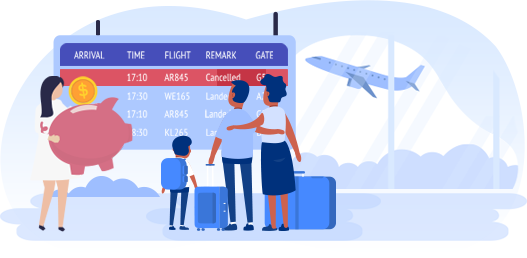 ARRIVAL TIME FLIGHT REMARK GATE
17:10 AR845 Cancelled
17:30 WE165
17:10 AR845
KL265
$